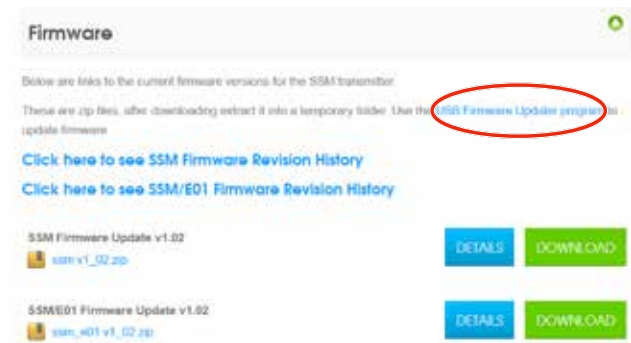 Firmware
Below are links to the current firmware versions for the SSM transmitter.
These are zip files, after downloading extract it into a temporary folder. Use the USB Firmware Updater program to
update firmware
Click here to see SSM Firmware Revision History
Click here to see SSM/E01 Firmware Revision History
SSM Firmware Update v1.02
DETAILS DOWNLOAD
ssm v1_02.zip
SSM/E01 Firmware Update v1.02
DETAILS DOWNLOAD
ssm_e01 v1_02.zip